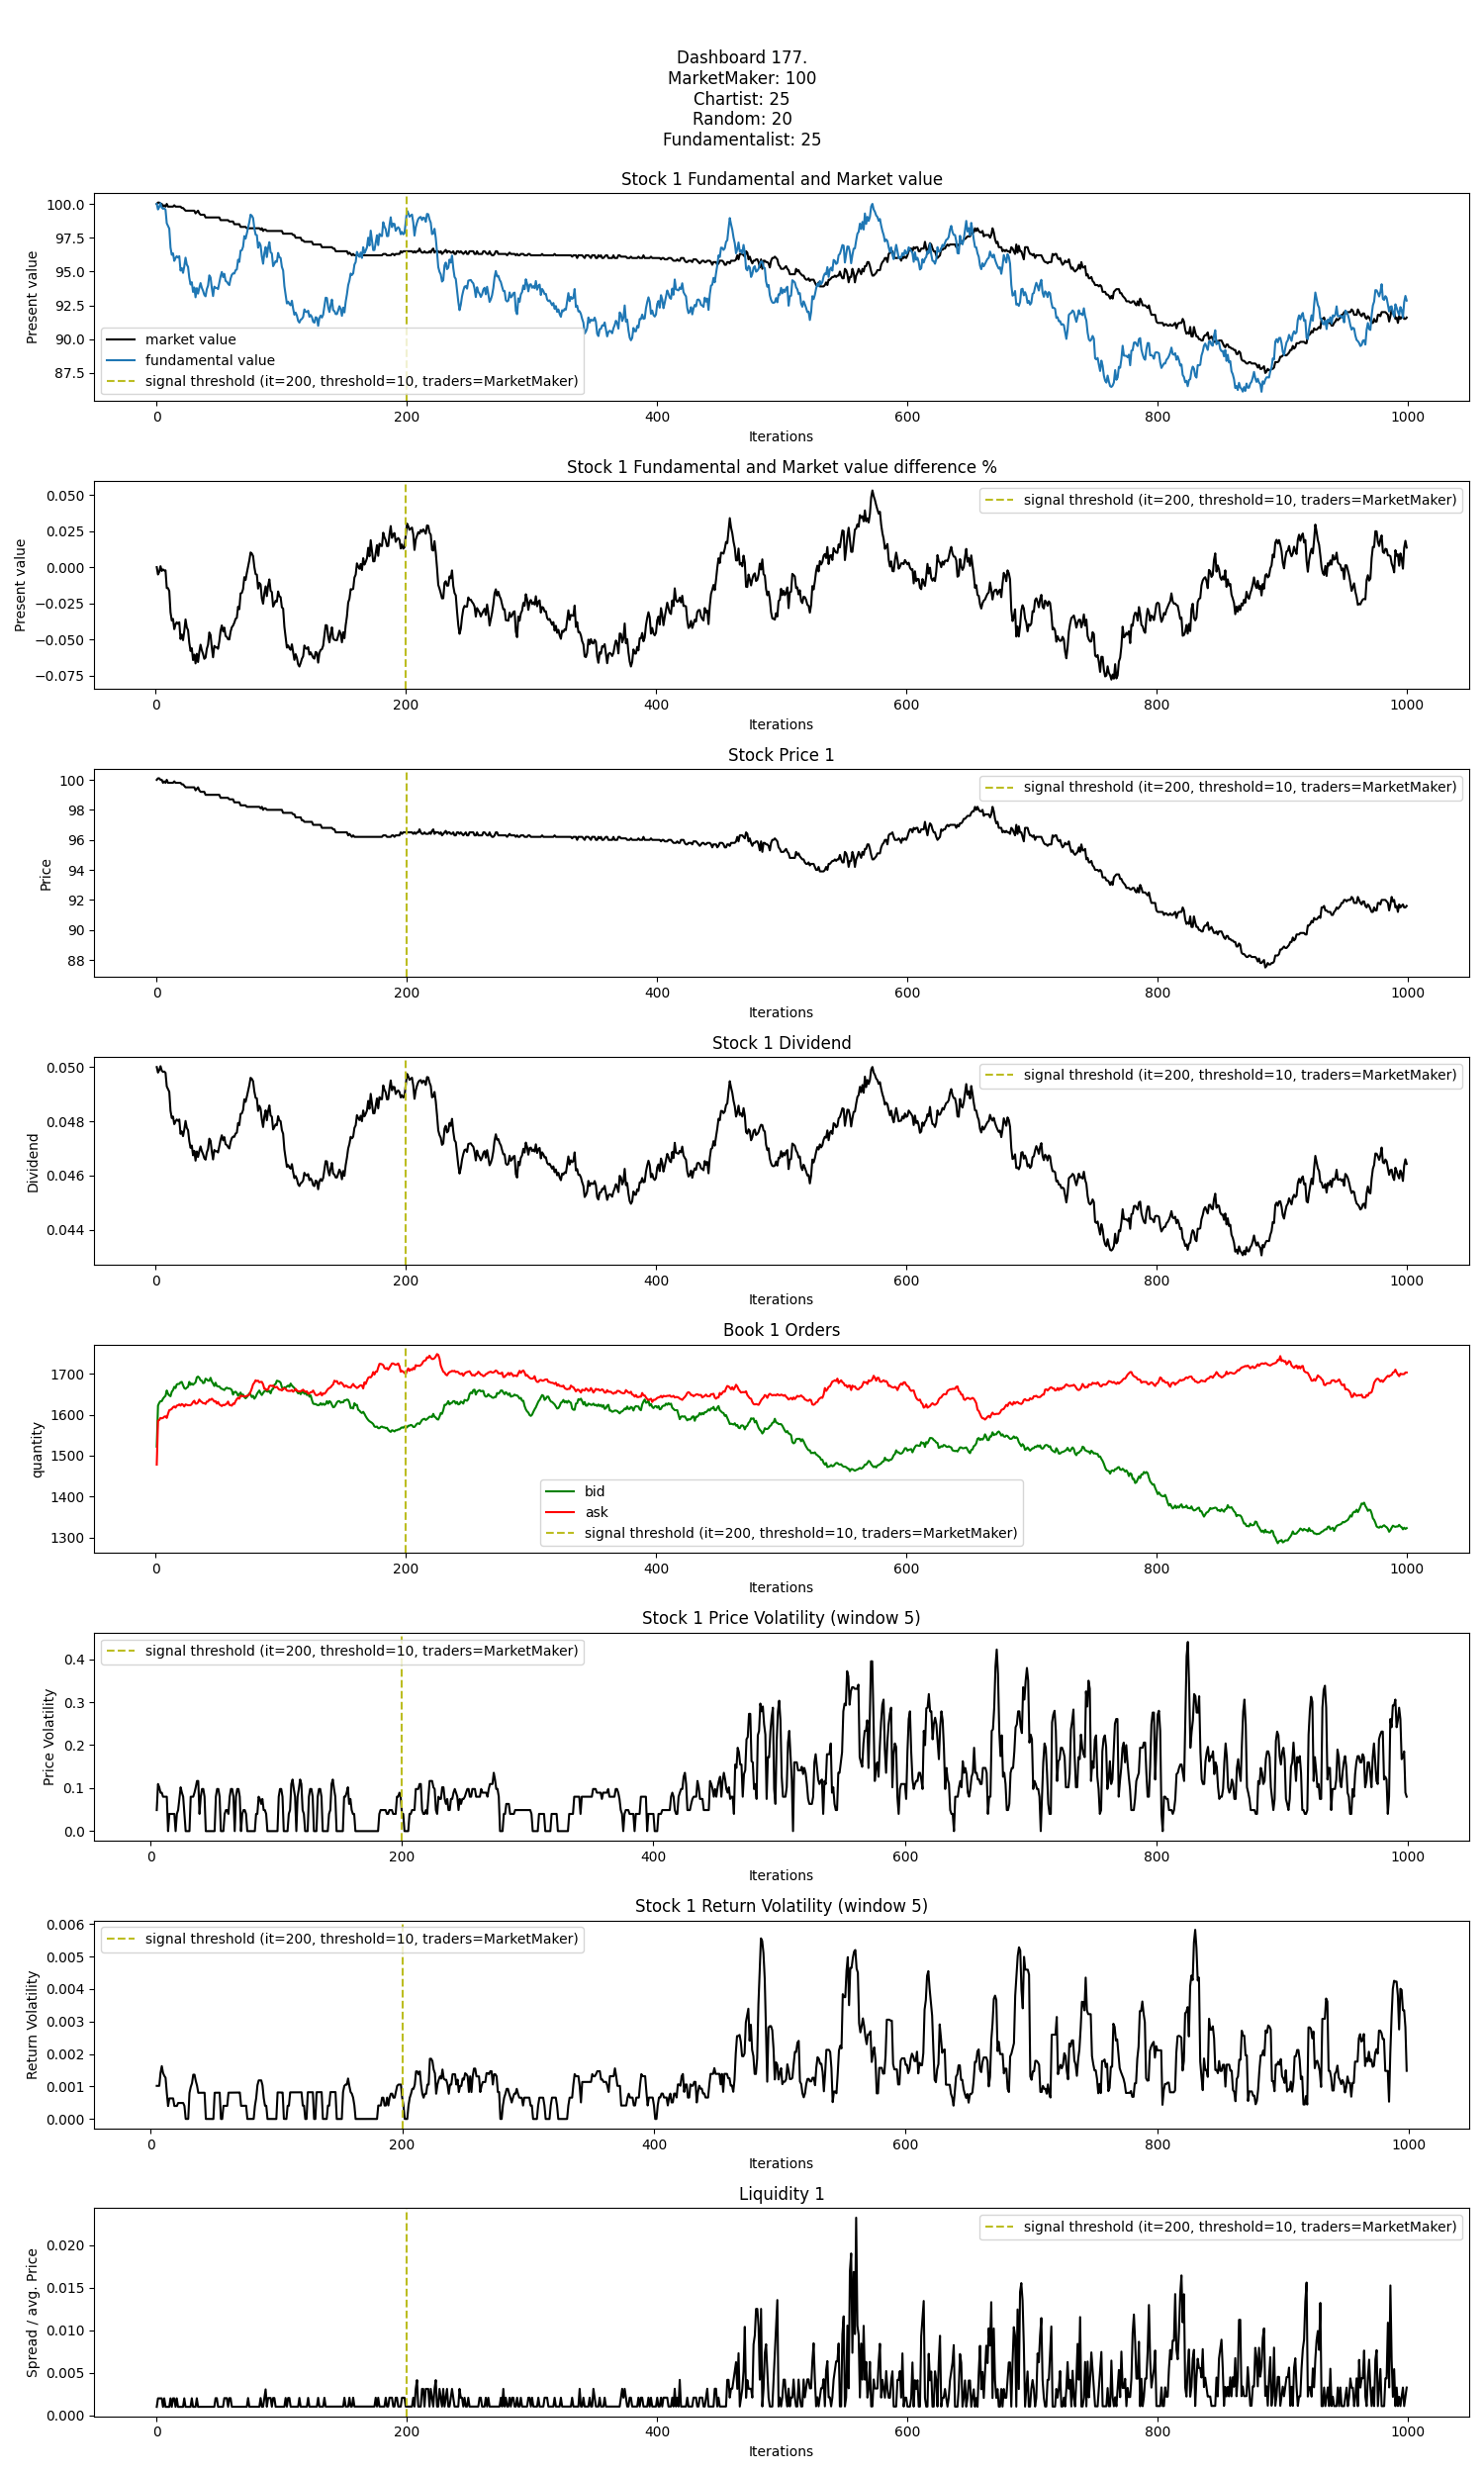 Dashboard 177.
MarketMaker: 100
Chartist: 25
Random: 20
Fundamentalist: 25
Stock 1 Fundamental and Market value
Present value
100.0
97.5
95.0
92.5
90.0
87.5
market value
fundamental value
signal threshold (it=200, threshold=10, traders=MarketMaker)
0 200 400 600 800 1000
Iterations
Stock 1 Fundamental and Market value difference %
Present value
0.050
0.025
0.000
−0.025
−0.050
−0.075
signal threshold (it=200, threshold=10, traders=MarketMaker)
0 200 400 600 800 1000
Iterations
Stock Price 1
Price
100
98
96
94
92
90
88
signal threshold (it=200, threshold=10, traders=MarketMaker)
0 200 400 600 800 1000
Iterations
Stock 1 Dividend
Dividend
0.050
0.048
0.046
0.044
signal threshold (it=200, threshold=10, traders=MarketMaker)
0 200 400 600 800 1000
Iterations
Book 1 Orders
quantity
1700
1600
1500
1400
1300
bid
ask
signal threshold (it=200, threshold=10, traders=MarketMaker)
0 200 400 600 800 1000
Iterations
Stock 1 Price Volatility (window 5)
Price Volatility
0.4
0.3
0.2
0.1
0.0
signal threshold (it=200, threshold=10, traders=MarketMaker)
0 200 400 600 800 1000
Iterations
Stock 1 Return Volatility (window 5)
Return Volatility
0.006
0.005
0.004
0.003
0.002
0.001
0.000
signal threshold (it=200, threshold=10, traders=MarketMaker)
0 200 400 600 800 1000
Iterations
Liquidity 1
Spread / avg. Price
0.020
0.015
0.010
0.005
0.000
signal threshold (it=200, threshold=10, traders=MarketMaker)
0 200 400 600 800 1000
Iterations